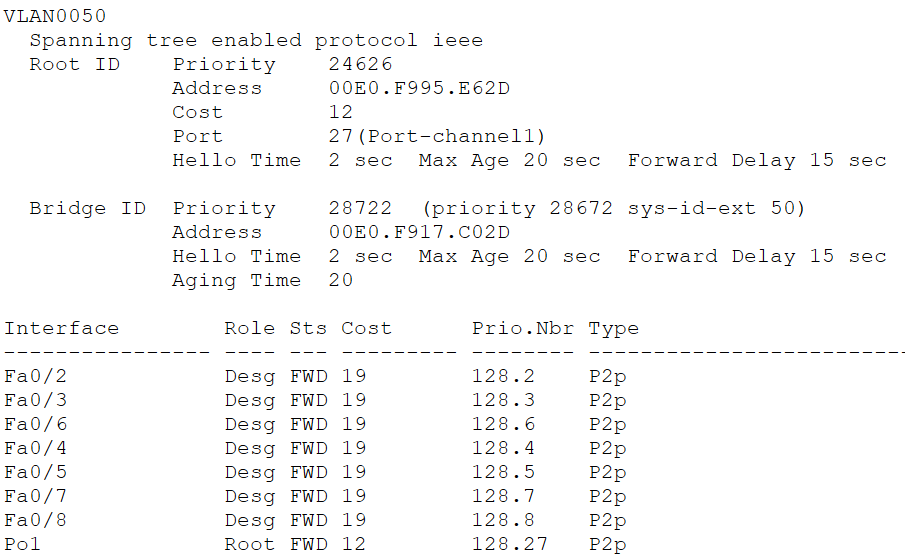 VLAN0050
  Spanning tree enabled protocol ieee
  Root ID    Priority    24626
             Address     00E0.F995.E62D
             Cost        12
             Port        27(Port-channel1)
             Hello Time  2 sec  Max Age 20 sec  Forward Delay 15 sec

  Bridge ID  Priority    28722  (priority 28672 sys-id-ext 50)
             Address     00E0.F917.C02D
             Hello Time  2 sec  Max Age 20 sec  Forward Delay 15 sec
             Aging Time  20

Interface        Role Sts Cost      Prio.Nbr Type
---------------- ---- --- --------- -------- -------------------------
Fa0/2            Desg FWD 19        128.2    P2p
Fa0/3            Desg FWD 19        128.3    P2p
Fa0/6            Desg FWD 19        128.6    P2p
Fa0/4            Desg FWD 19        128.4    P2p
Fa0/5            Desg FWD 19        128.5    P2p
Fa0/7            Desg FWD 19        128.7    P2p
Fa0/8            Desg FWD 19        128.8    P2p
Po1              Root FWD 12        128.27   P2p